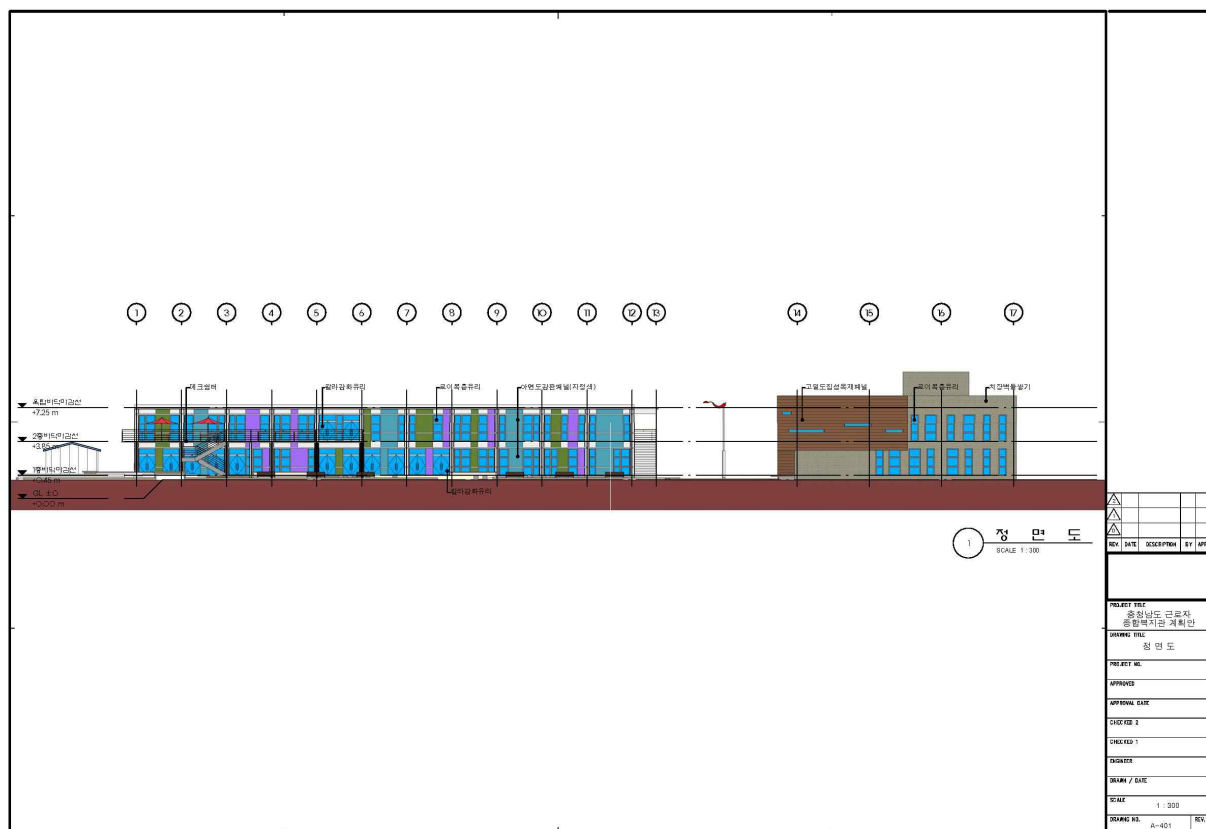 1 2 3 4 5 6 7 8 9 10 11 12 13 14 15 16 17
데크쉼터
칼라강화유리
로이복층유리
아연도강판패널(지정색)
고밀도합성목재패널
로이복층유리
치장벽돌쌓기
옥탑바닥마감선
+7.25 m
2층바닥마감선
+3.85 m
1층바닥마감선
+0.45 m
GL ±0
+0.00 m
칼라강화유리
1
정 면 도
SCALE 1 : 300
2
1
0
REV. DATE DESCRIPTION BY APP
PROJECT TITLE
충청남도 근로자
종합복지관 계획안
DRAWING TITLE
정 면 도
PROJECT NO.
APPROVED
APPROVAL DATE
CHECKED 2
CHECKED 1
ENGINEER
DRAWN / DATE
SCALE
1 : 300
DRAWING NO. REV.
A-401